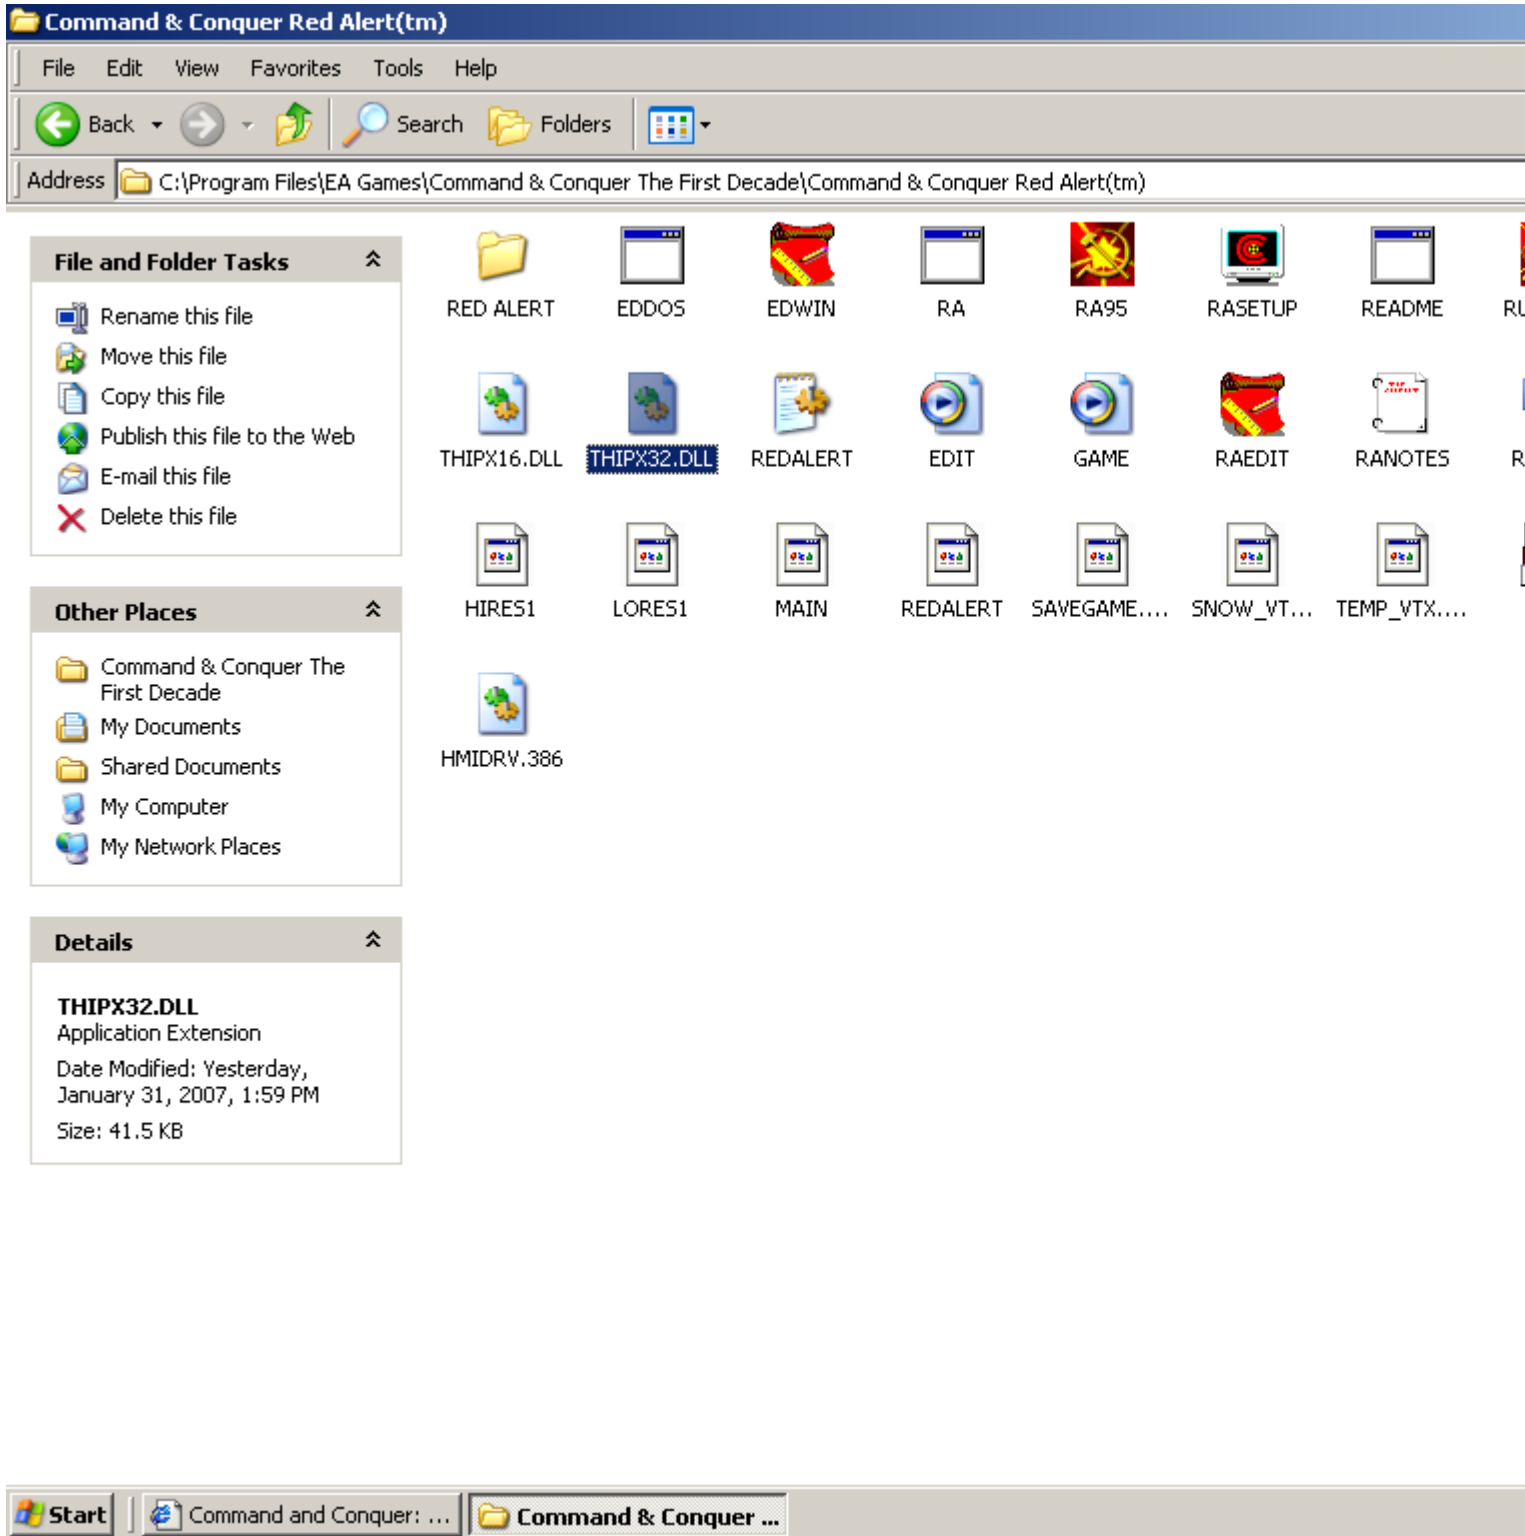 Command & Conquer Red Alert(tm)
File Edit View Favorites Tools Help
Back Search Folders
Address C:\Program Files\EA Games\Command & Conquer The First Decade\Command & Conquer Red Alert(tm)
File and Folder Tasks
Rename this file
Move this file
Copy this file
Publish this file to the Web
E-mail this file
Delete this file
Other Places
Command & Conquer The
First Decade
My Documents
Shared Documents
My Computer
My Network Places
Details
THIPX32.DLL
Application Extension
Date Modified: Yesterday,
January 31, 2007, 1:59 PM
Size: 41.5 KB
RED ALERT EDDOS EDWIN RA RA95 RASETUP README
THIPX16.DLL THIPX32.DLL REDALERT EDIT GAME RAEDIT RANOTES
HIRES1 LORES1 MAIN REDALERT SAVEGAME.... SNOW_VT... TEMP_VTX....
HMIDRV.386
Start Command and Conquer: ... Command & Conquer ...